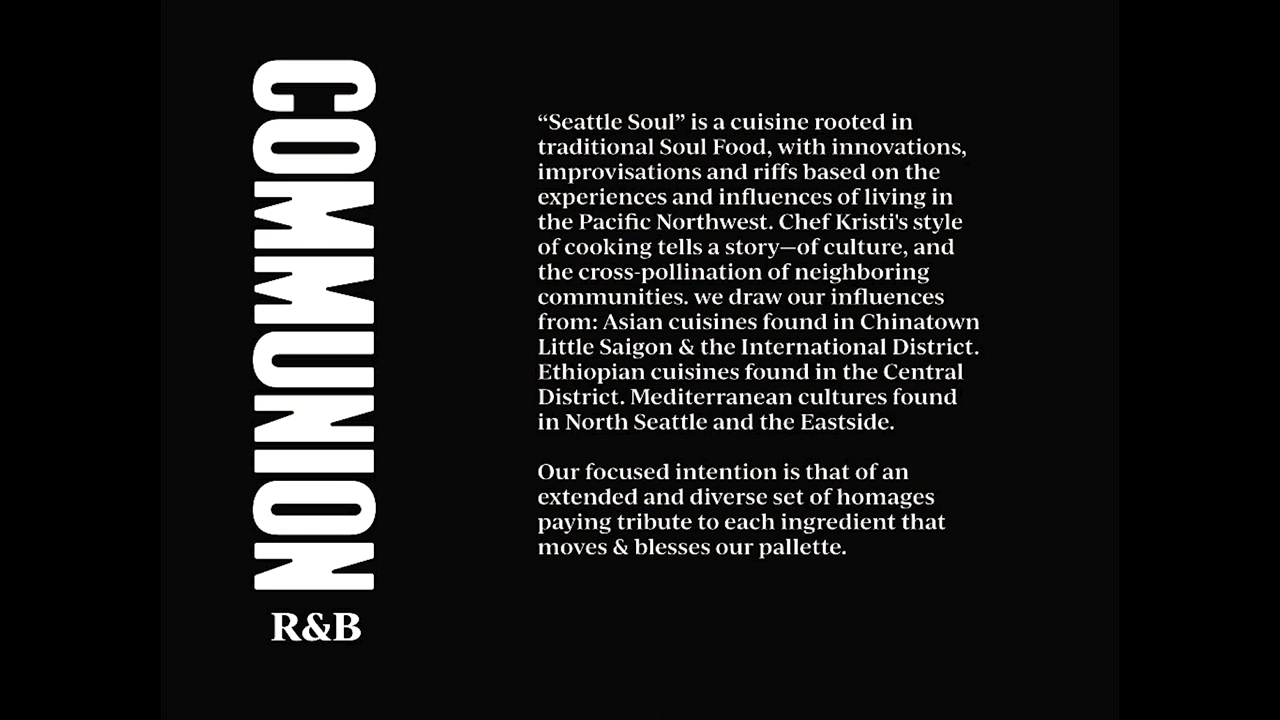 COMMUNION
R&B
“Seattle Soul” is a cuisine rooted in
traditional Soul Food, with innovations,
improvisations and riffs based on the
experiences and influences of living in
the Pacific Northwest. Chef Kristi's style
of cooking tells a story—of culture, and
the cross-pollination of neighboring
communities. we draw our influences
from: Asian cuisines found in Chinatown
Little Saigon & the International District.
Ethiopian cuisines found in the Central
District. Mediterranean cultures found
in North Seattle and the Eastside.
Our focused intention is that of an
extended and diverse set of homages
paying tribute to each ingredient that
moves & blesses our pallette.